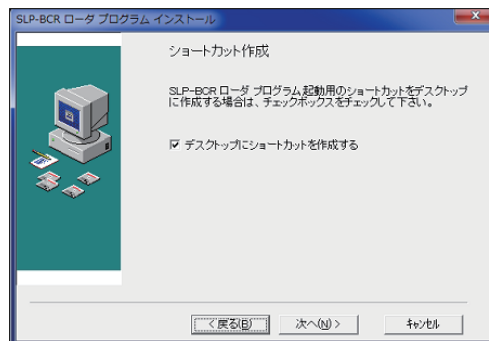 SLP-BCR ローダ プログラム インストール
ショートカット作成
SLP-BCR ローダ プログラム起動用のショートカットをデスクトップ
に作成する場合は、チェックボックスをチェックして下さい。
デスクトップにショートカットを作成する
< 戻る(B)
次へ(N) >
キャンセル